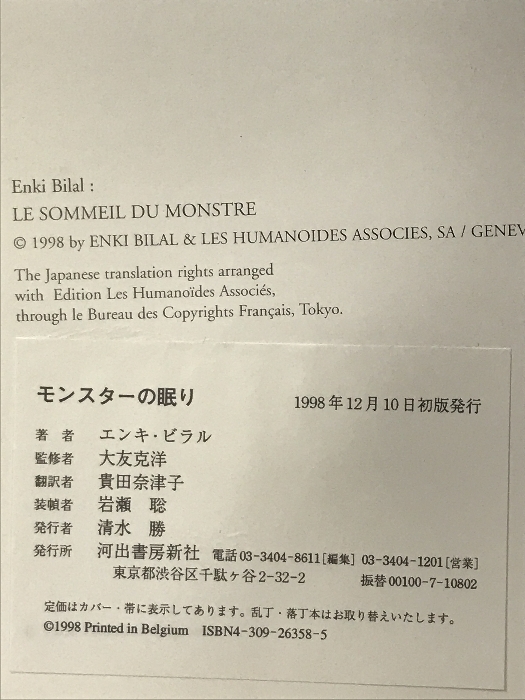 Enki Bilal :
LE SOMMEIL DU MONSTRE
© 1998 by ENKI BILAL & LES HUMANOIDES ASSOCIES, SA / GENEV
The Japanese translation rights arranged
with Edition Les Humanoïdes Associés,
through le Bureau des Copyrights Français, Tokyo.
モンスターの眠り
1998年12月10日初版発行
著 者 エンキ・ビラル
監修者 大友克洋
翻訳者 貴田奈津子
装幀者 岩瀬 聡
発行者 清水 勝
発行所 河出書房新社 電話03-3404-8611[編集] 03-3404-1201[営業]
東京都渋谷区千駄ヶ谷2-32-2 振替00100-7-10802
定価はカバー・帯に表示してあります。乱丁・落丁本はお取り替えいたします。
©1998 Printed in Belgium ISBN4-309-26358-5